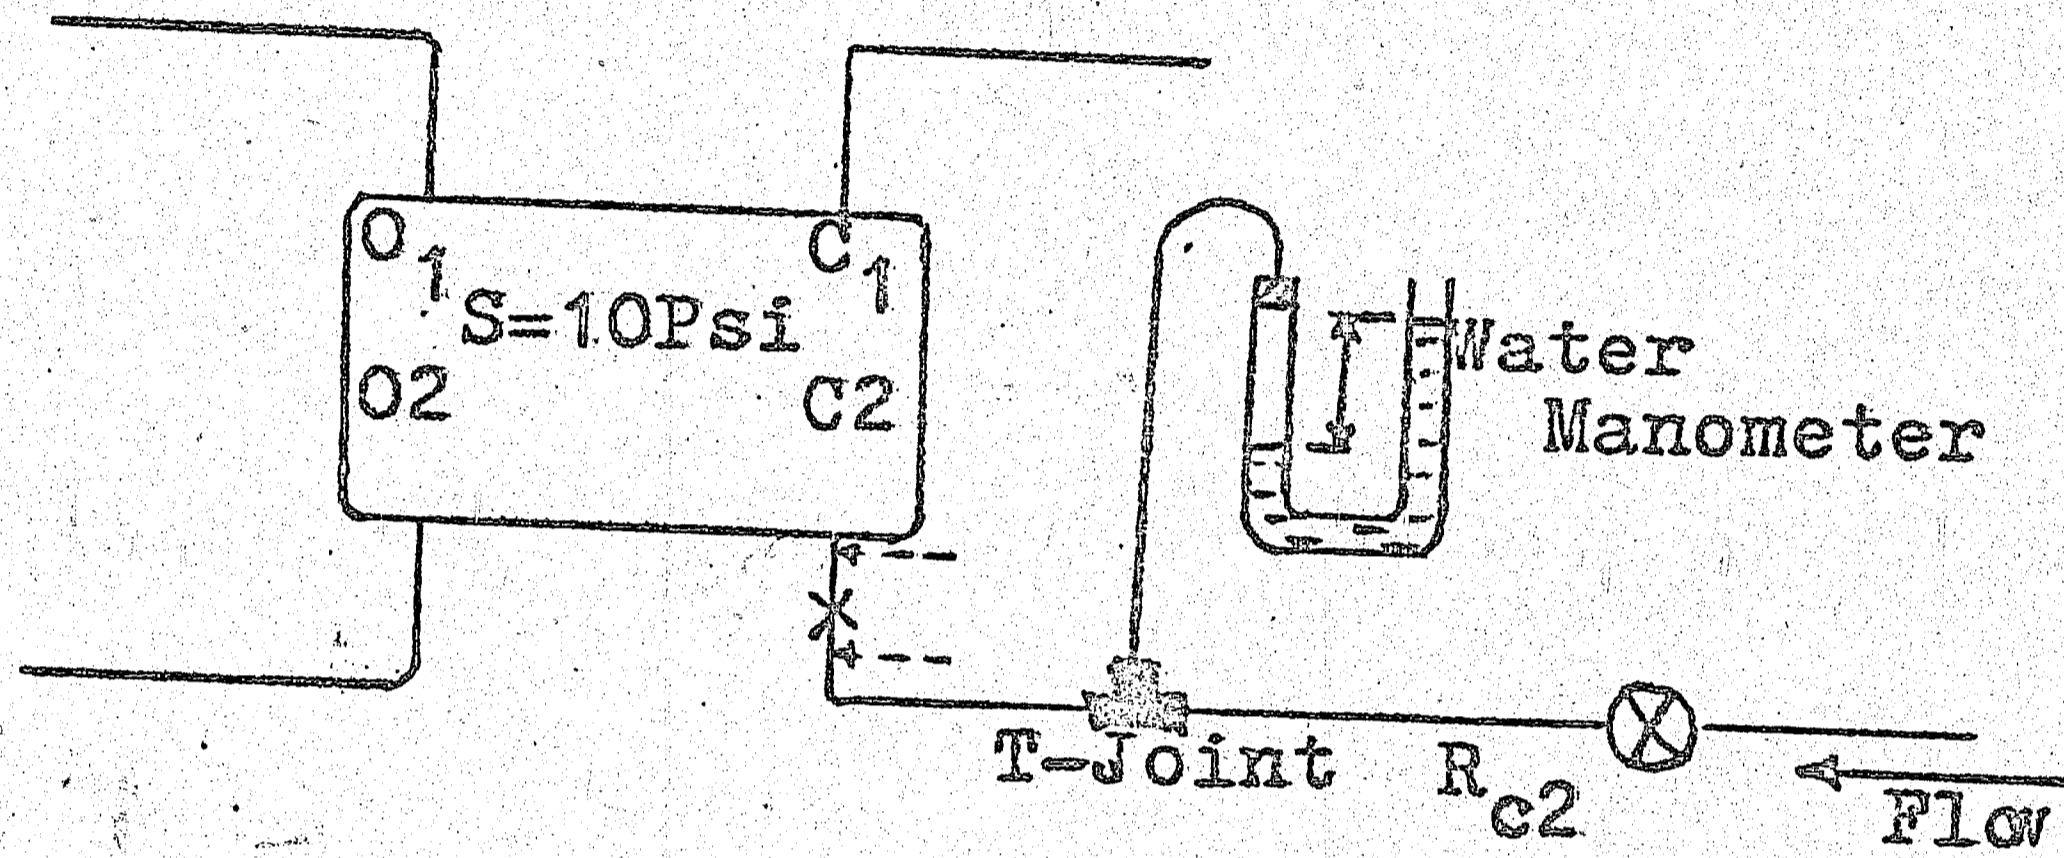 O1 C1
S=10Psi
O2 C2
Water
Manometer
T-Joint Rc2
Flow